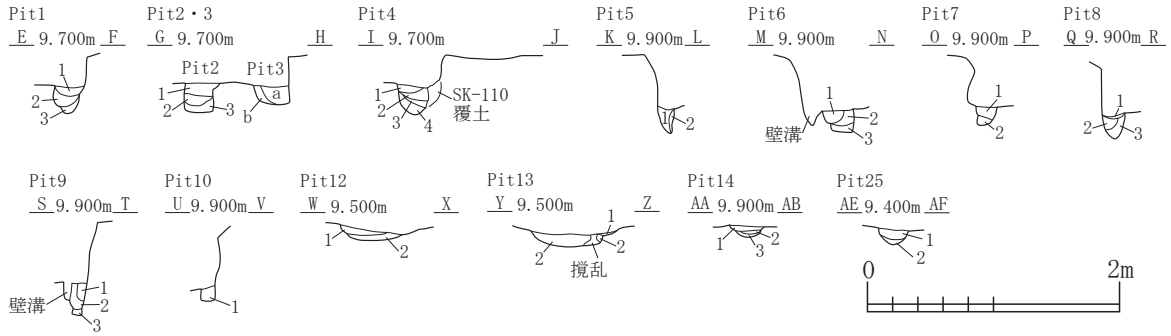 Pit1
E 9.700m F
1
2
3
Pit2・3
G 9.700m H
Pit2 Pit3
1
2
3
a
b
Pit4
I 9.700m J
1
2
3
4
SK-110
覆土
Pit5
K 9.900m L
1
2
Pit6
M 9.900m N
1
2
3
壁溝
Pit7
O 9.900m P
1
2
Pit8
Q 9.900m R
1
2
3
Pit9
S 9.900m T
1
2
3
壁溝
Pit10
U 9.900m V
1
Pit12
W 9.500m X
1
2
Pit13
Y 9.500m Z
1
2
2
撹乱
Pit14
AA 9.900m AB
1
2
3
Pit25
AE 9.400m AF
1
2
0 2m